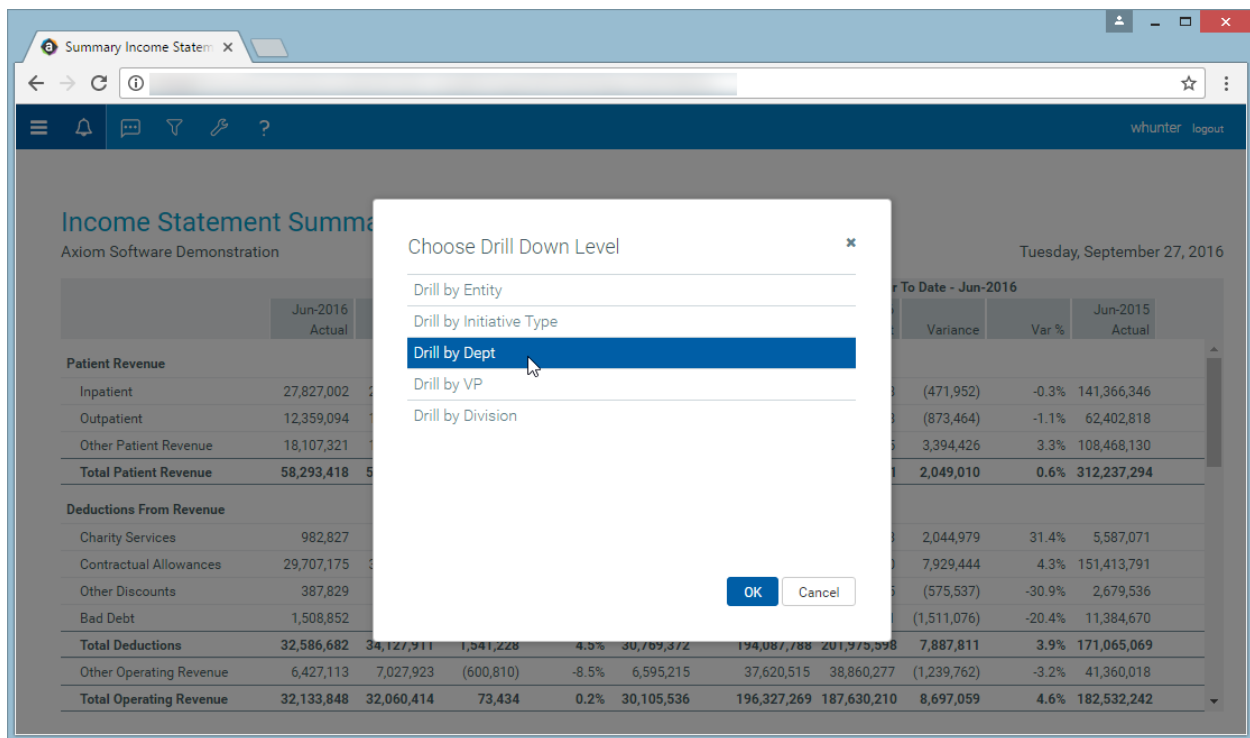 Summary Income Statem
whunter logout
Income Statement Summa
Axiom Software Demonstration
Tuesday, September 27, 2016
Choose Drill Down Level
Drill by Entity
Drill by Initiative Type
Drill by Dept
Drill by VP
Drill by Division
OK Cancel
To Date - Jun-2016
Jun-2016 Jun-2015
Actual Variance Var % Actual
Patient Revenue
Inpatient 27,827,002 (471,952) -0.3% 141,366,346
Outpatient 12,359,094 (873,464) -1.1% 62,402,818
Other Patient Revenue 18,107,321 3,394,426 3.3% 108,468,130
Total Patient Revenue 58,293,418 2,049,010 0.6% 312,237,294
Deductions From Revenue
Charity Services 982,827 2,044,979 31.4% 5,587,071
Contractual Allowances 29,707,175 7,929,444 4.3% 151,413,791
Other Discounts 387,829 (575,537) -30.9% 2,679,536
Bad Debt 1,508,852 (1,511,076) -20.4% 11,384,670
Total Deductions 32,586,682 34,127,911 1,541,228 4.5% 30,769,372 194,087,788 201,975,598 7,887,811 3.9% 171,065,069
Other Operating Revenue 6,427,113 7,027,923 (600,810) -8.5% 6,595,215 37,620,515 38,860,277 (1,239,762) -3.2% 41,360,018
Total Operating Revenue 32,133,848 32,060,414 73,434 0.2% 30,105,536 196,327,269 187,630,210 8,697,059 4.6% 182,532,242